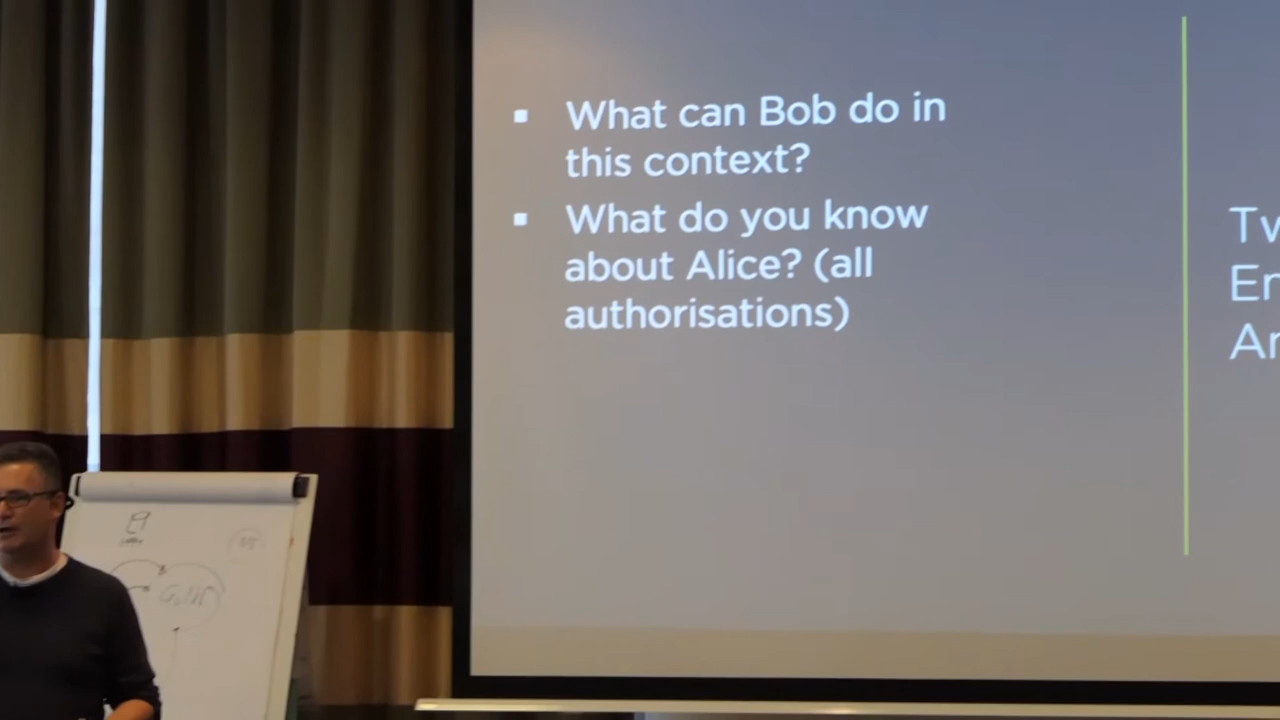 What can Bob do in
this context?
What do you know
about Alice? (all
authorisations)